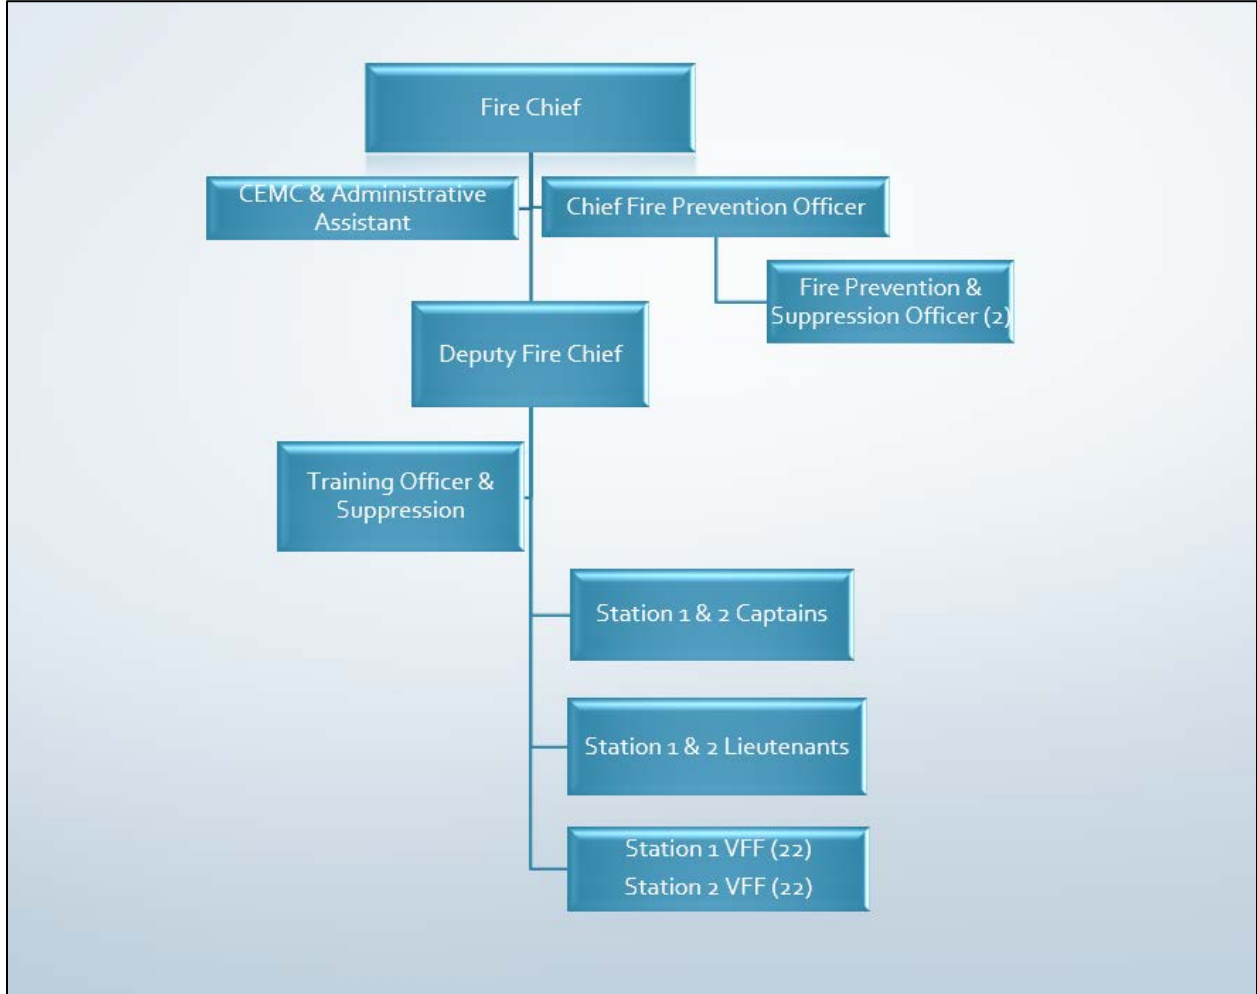 Fire Chief
CEMC & Administrative
Assistant
Chief Fire Prevention Officer
Fire Prevention &
Suppression Officer (2)
Deputy Fire Chief
Training Officer &
Suppression
Station 1 & 2 Captains
Station 1 & 2 Lieutenants
Station 1 VFF (22)
Station 2 VFF (22)